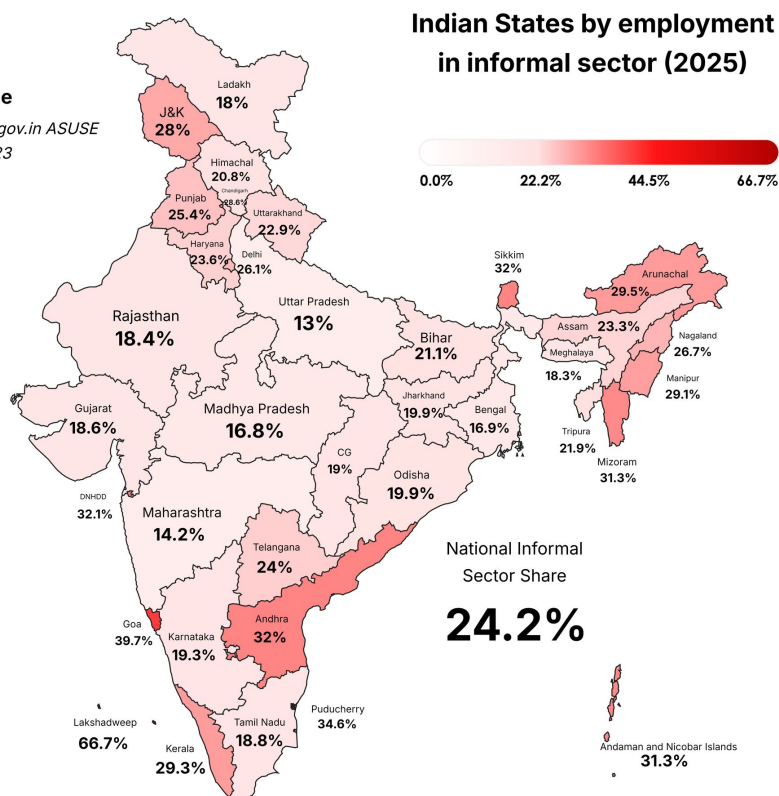 Indian States by employment
in informal sector (2025)
0.0% 22.2% 44.5% 66.7%
e
gov.in ASUSE
23
Ladakh
18%
J&K
28%
Himachal
20.8%
Chandigarh
28.6%
Punjab
25.4%
Uttarakhand
22.9%
Haryana
23.6%
Delhi
26.1%
Rajasthan
18.4%
Uttar Pradesh
13%
Bihar
21.1%
Sikkim
32%
Arunachal
29.5%
Assam 23.3%
Nagaland
26.7%
Meghalaya
18.3%
Manipur
29.1%
Tripura
21.9%
Mizoram
31.3%
Gujarat
18.6%
Madhya Pradesh
16.8%
Jharkhand
19.9%
Bengal
16.9%
CG
19%
Odisha
19.9%
DNHDD
32.1%
Maharashtra
14.2%
Telangana
24%
National Informal
Sector Share
24.2%
Goa
39.7%
Karnataka
19.3%
Andhra
32%
Puducherry
34.6%
Lakshadweep
66.7%
Kerala
29.3%
Tamil Nadu
18.8%
Andaman and Nicobar Islands
31.3%